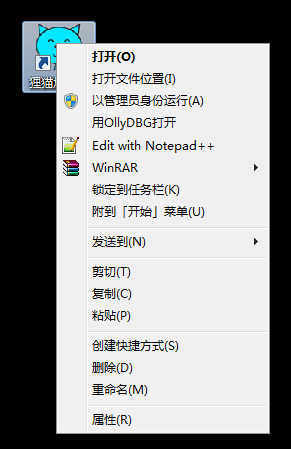 狸猫
打开(O)
打开文件位置(I)
以管理员身份运行(A)
用OllyDBG打开
Edit with Notepad++
WinRAR
锁定到任务栏(K)
附到「开始」菜单(U)
发送到(N)
剪切(T)
复制(C)
粘贴(P)
创建快捷方式(S)
删除(D)
重命名(M)
属性(R)